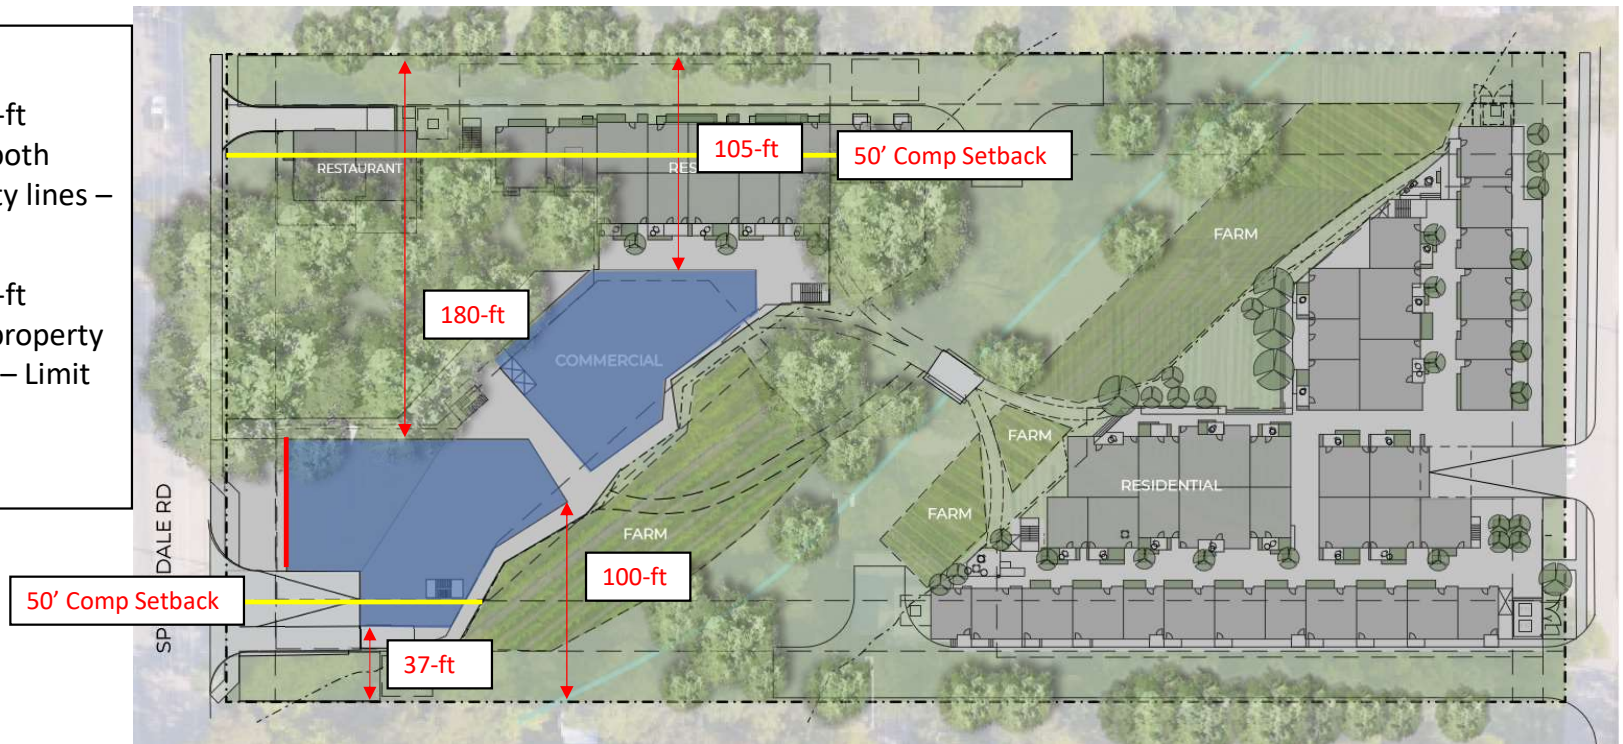 -ft
both
ty lines –
-ft
property
– Limit
105-ft
50' Comp Setback
RESTAURANT
RES
FARM
180-ft
COMMERCIAL
FARM
RESIDENTIAL
FARM
FARM
SP
DALE RD
100-ft
50' Comp Setback
37-ft